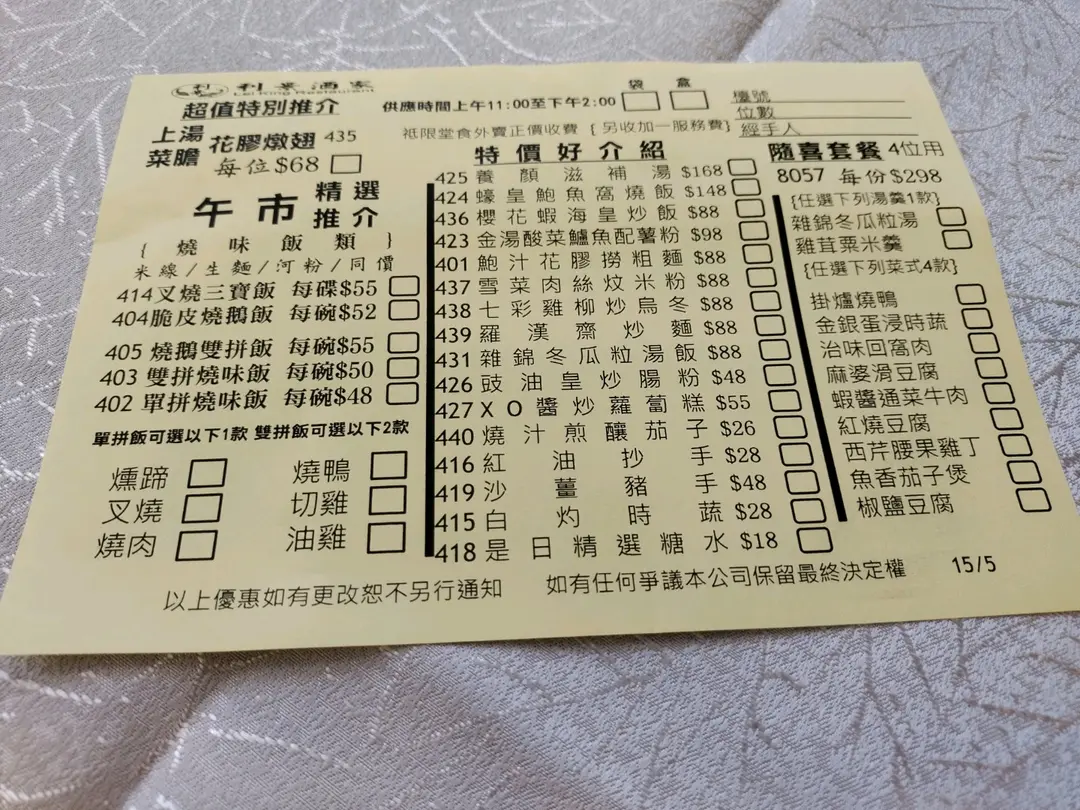 利景酒家
Lei King Restaurant
超值特別推介
供應時間上午11:00至下午2:00
袋 盒
檯號
位數
經手人
祗限堂食外賣正價收費 { 另收加一服務費}
上湯
菜膽 花膠燉翅 435
每位$68
午市 精選
推介
{ 燒味飯類 }
米線/生麵/河粉/同價
414叉燒三寶飯 每碟$55
404脆皮燒鵝飯 每碗$52
405 燒鵝雙拼飯 每碗$55
403 雙拼燒味飯 每碗$50
402 單拼燒味飯 每碗$48
單拼飯可選以下1款 雙拼飯可選以下2款
燻蹄 燒鴨
叉燒 切雞
燒肉 油雞
特價好介紹
425 養顏滋補湯 $168
424 蠔皇鮑魚窩燒飯 $148
436 櫻花蝦海皇炒飯 $88
423 金湯酸菜鱸魚配薯粉 $98
401 鮑汁花膠撈粗麵 $88
437 雪菜肉絲炆米粉 $88
438 七彩雞柳炒烏冬 $88
439 羅漢齋炒麵 $88
431 雜錦冬瓜粒湯飯 $88
426 豉油皇炒腸粉 $48
427 XO醬炒蘿蔔糕 $55
440 燒汁煎釀茄子 $26
416 紅油抄手 $28
419 沙薑豬手 $48
415 白灼時蔬 $28
418 是日精選糖水 $18
隨喜套餐 4位用
8057 每份$298
{任選下列湯羹1款}
雜錦冬瓜粒湯
雞茸粟米羹
{任選下列菜式4款}
掛爐燒鴨
金銀蛋浸時蔬
治味回窩肉
麻婆滑豆腐
蝦醬通菜牛肉
紅燒豆腐
西芹腰果雞丁
魚香茄子煲
椒鹽豆腐
以上優惠如有更改恕不另行通知 如有任何爭議本公司保留最終決定權 15/5